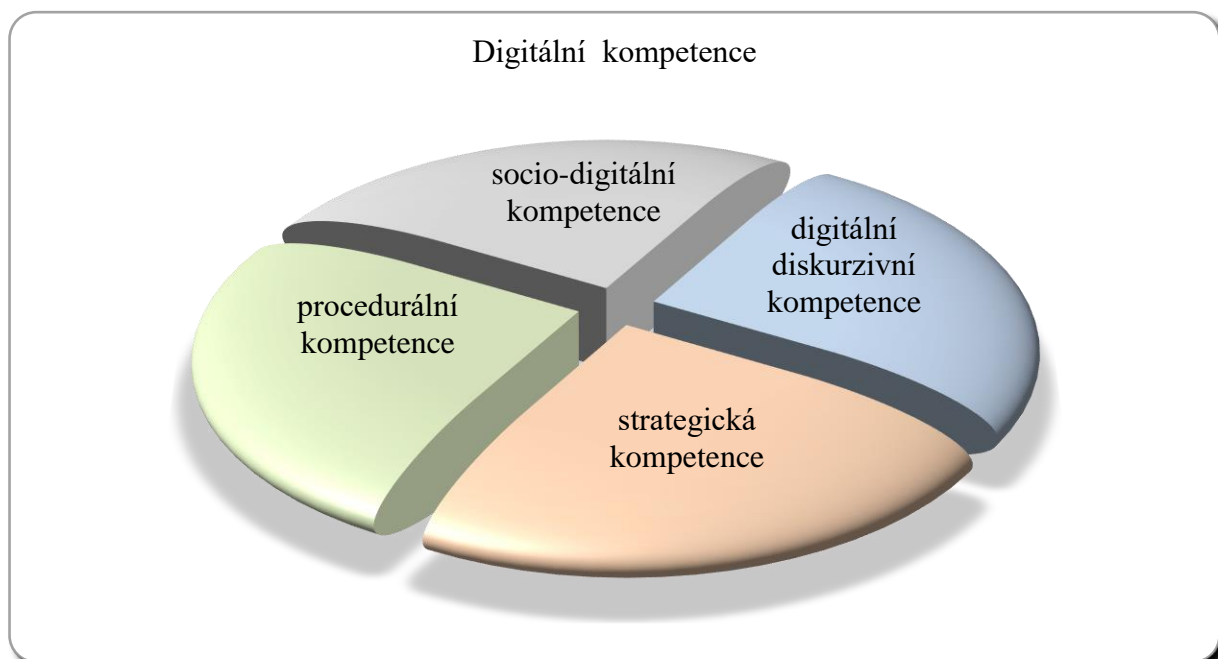 Digitální kompetence
socio-digitální
kompetence
digitální
diskurzivní
kompetence
procedurální
kompetence
strategická
kompetence